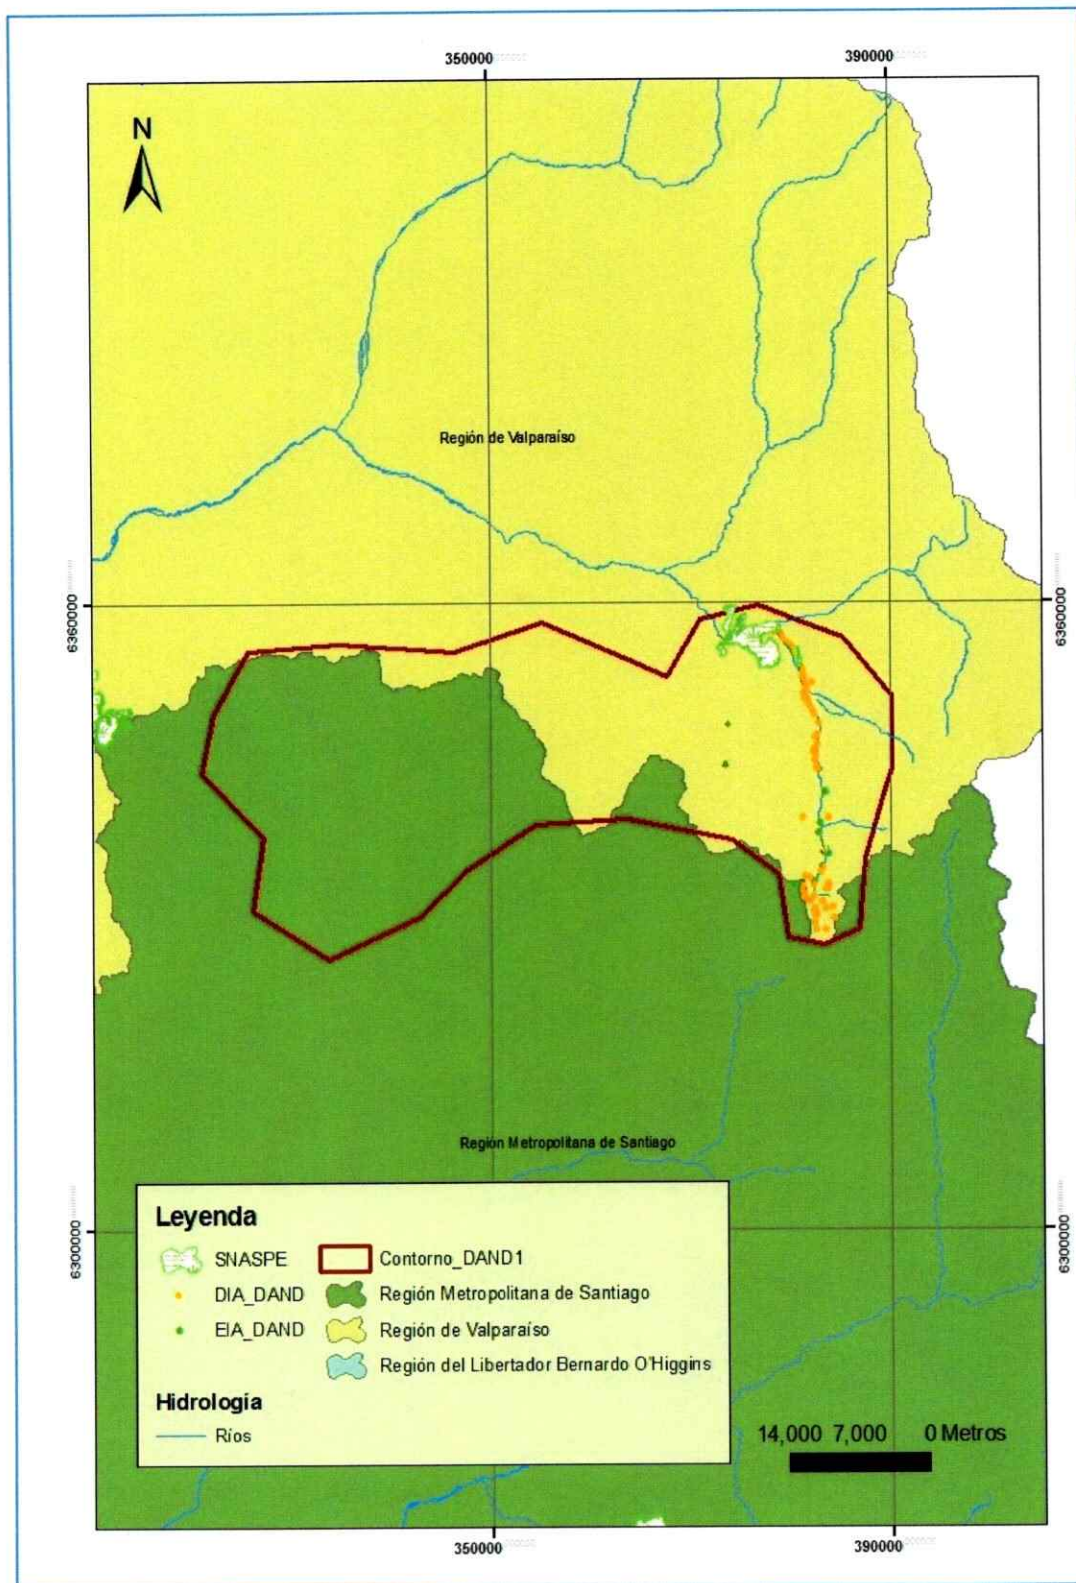 350000
390000
N
Región de Valparaíso
6360000
6360000
Región Metropolitana de Santiago
6300000
6300000
Leyenda
SNASPE
Contorno_DAND1
DIA_DAND
Región Metropolitana de Santiago
EIA_DAND
Región de Valparaíso
Región del Libertador Bernardo O'Higgins
Hidrología
Ríos
14,000 7,000 0 Metros
350000
390000